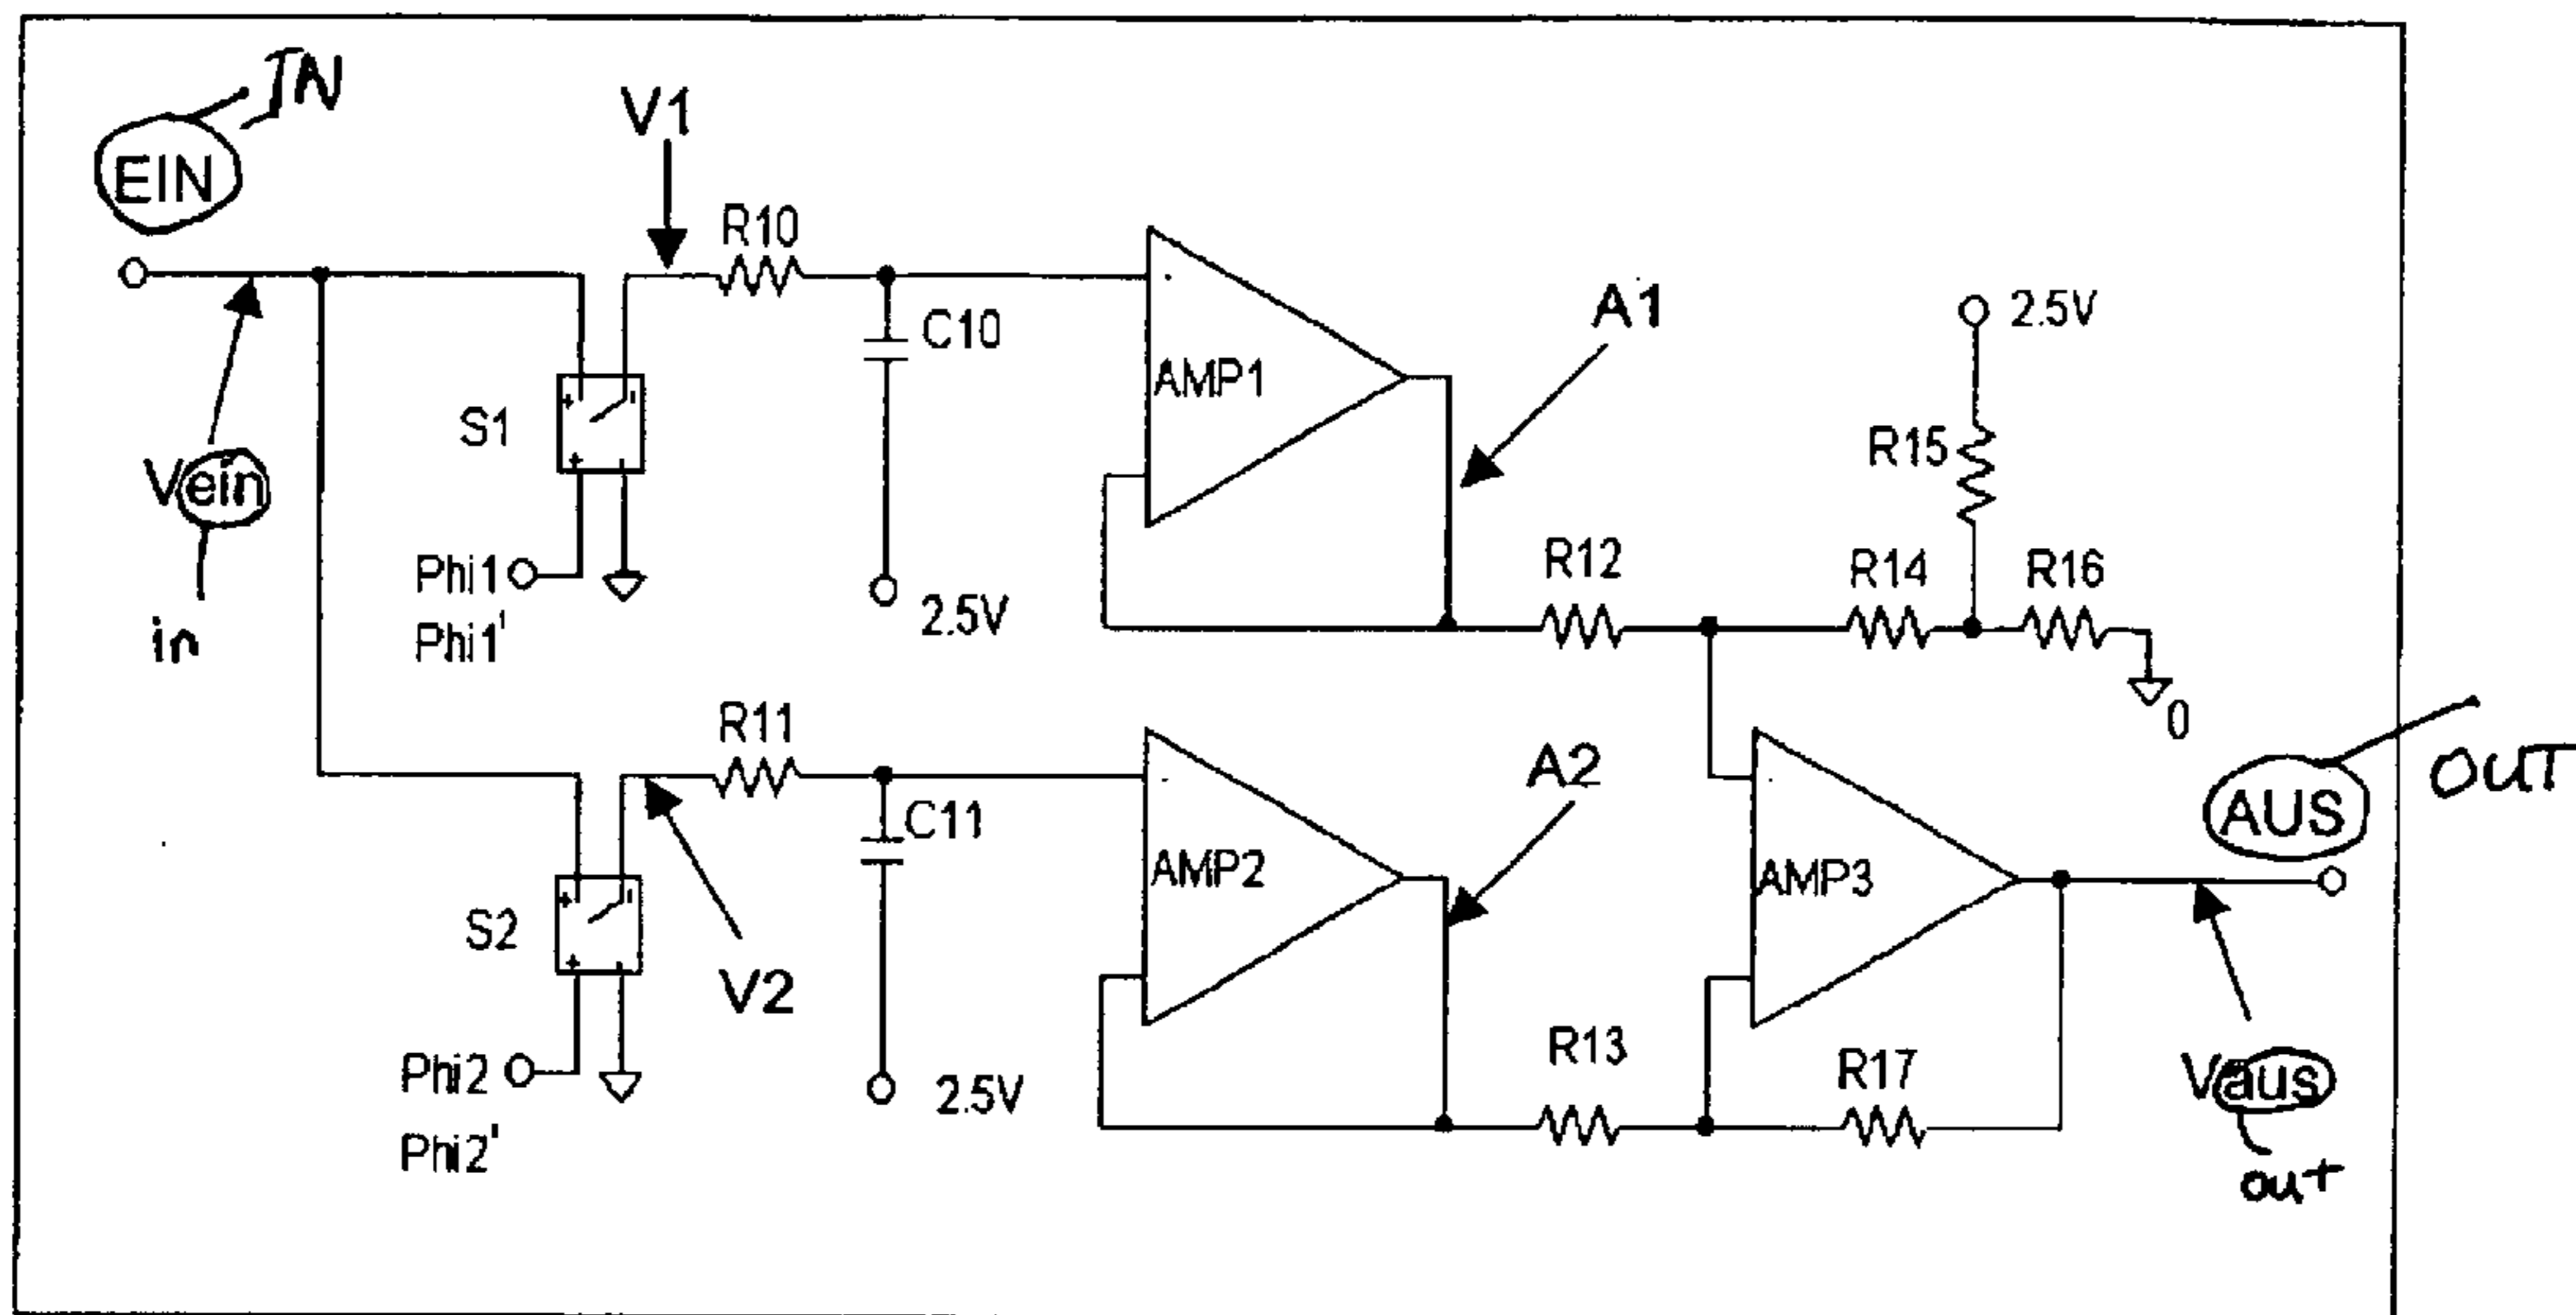 IN
EIN
V1
R10
C10
AMP1
A1
2.5V
R15
S1
Vein
in
Phi1
Phi1'
2.5V
R12
R14
R16
0
R11
C11
AMP2
A2
AMP3
AUS
OUT
S2
V2
Phi2
Phi2'
2.5V
R13
R17
Vaus
out